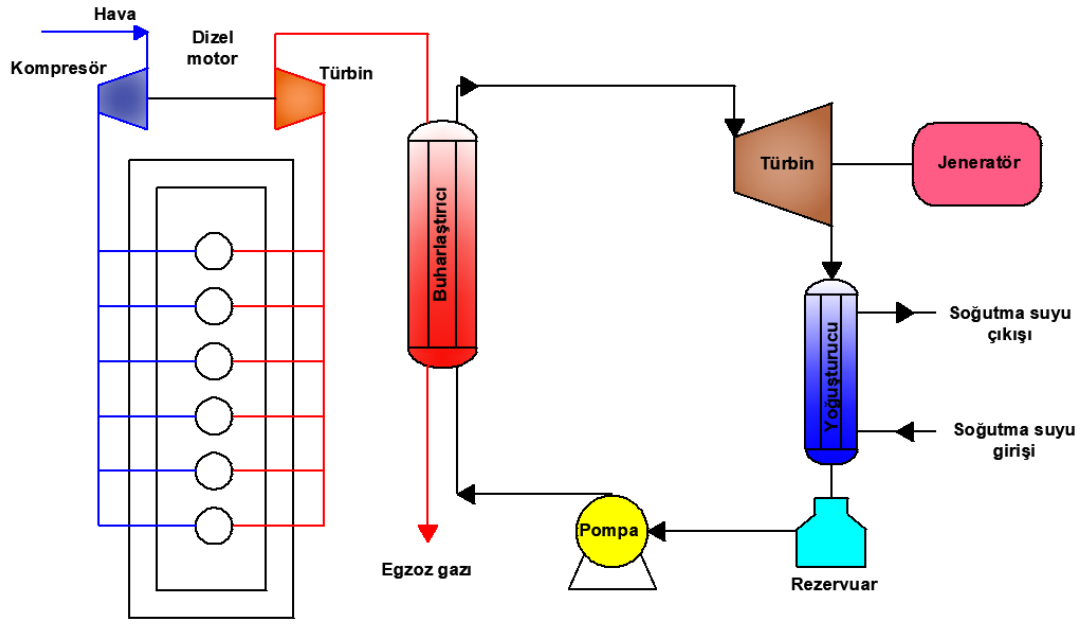 Hava
Dizel
motor
Kompresör
Türbin
Buharlaştırıcı
Türbin
Jeneratör
Soğutma suyu
çıkışı
Yoğuşturucu
Soğutma suyu
girişi
Pompa
Egzoz gazı
Rezervuar